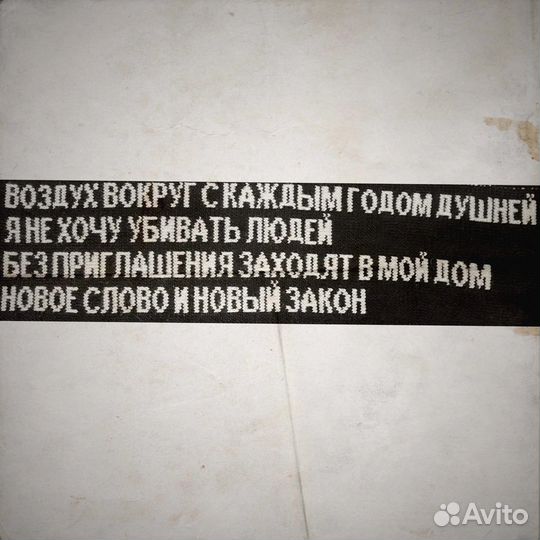 ВОЗДУХ ВОКРУГ С КАЖДЫМ ГОДОМ ДУШНЕЙ
Я НЕ ХОЧУ УБИВАТЬ ЛЮДЕЙ
БЕЗ ПРИГЛАШЕНИЯ ЗАХОДЯТ В МОЙ ДОМ
НОВОЕ СЛОВО И НОВЫЙ ЗАКОН
Avito